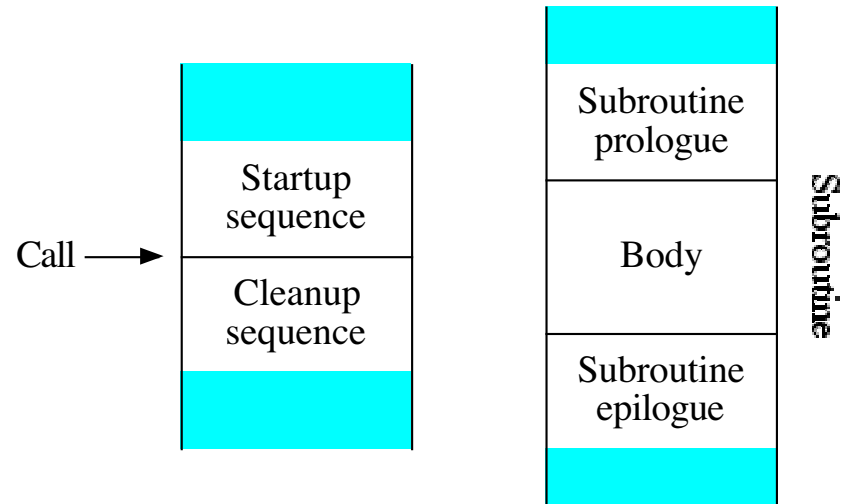 Call
Startup
sequence
Cleanup
sequence
Subroutine
prologue
Body
Subroutine
epilogue
Subroutine